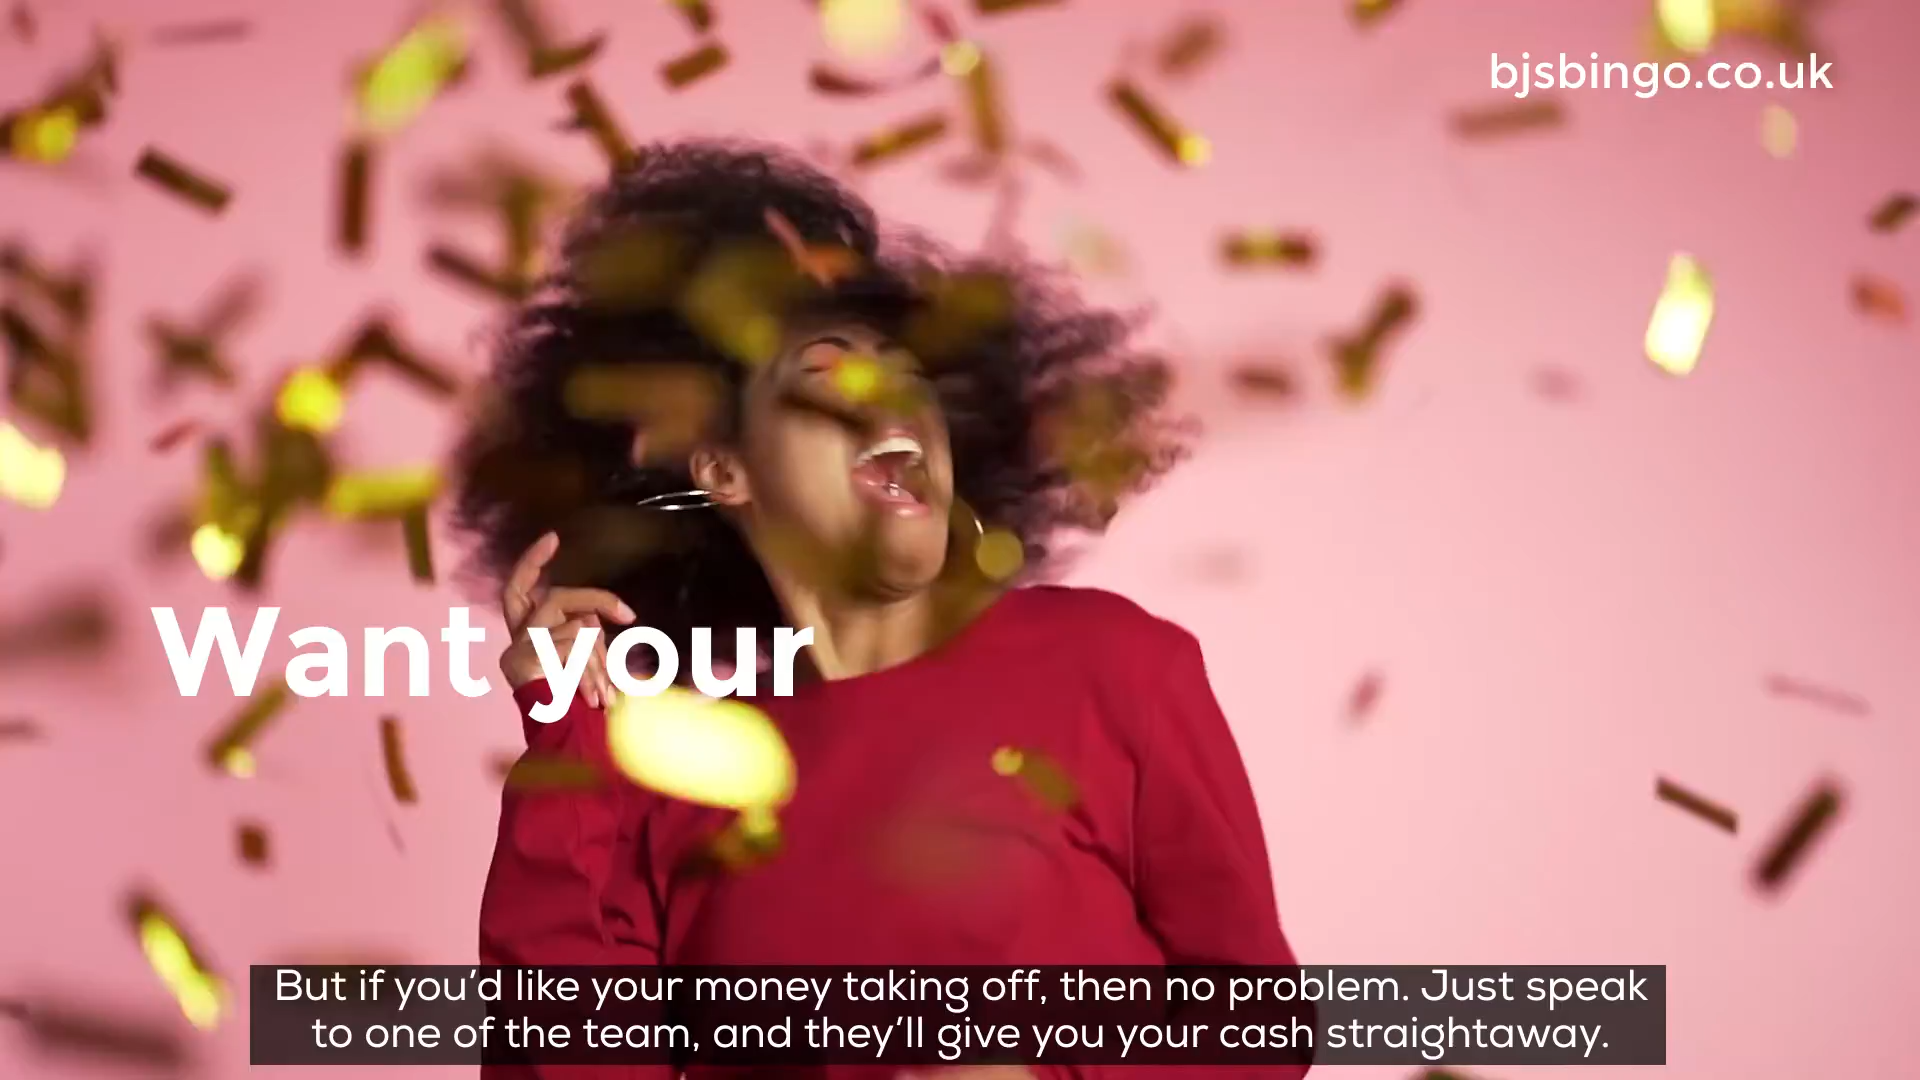 bjsbingo.co.uk
Want your
But if you’d like your money taking off, then no problem. Just speak
to one of the team, and they’ll give you your cash straightaway.